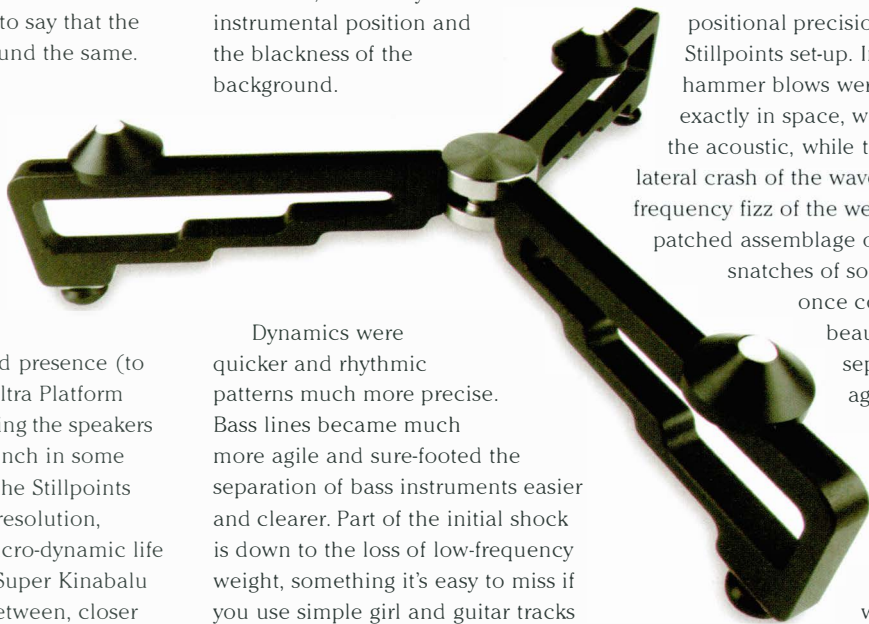 to say that the
und the same.
d presence (to
ltra Platform
ing the speakers
nch in some
he Stillpoints
resolution,
cro-dynamic life
Super Kinabalu
etween, closer
instrumental position and
the blackness of the
background.
Dynamics were
quicker and rhythmic
patterns much more precise.
Bass lines became much
more agile and sure-footed the
separation of bass instruments easier
and clearer. Part of the initial shock
is down to the loss of low-frequency
weight, something it's easy to miss if
you use simple girl and guitar tracks
positional precisio
Stillpoints set-up. I
hammer blows wer
exactly in space, w
the acoustic, while t
lateral crash of the wave
frequency fizz of the we
patched assemblage o
snatches of so
once co
beau
sep
ag
w